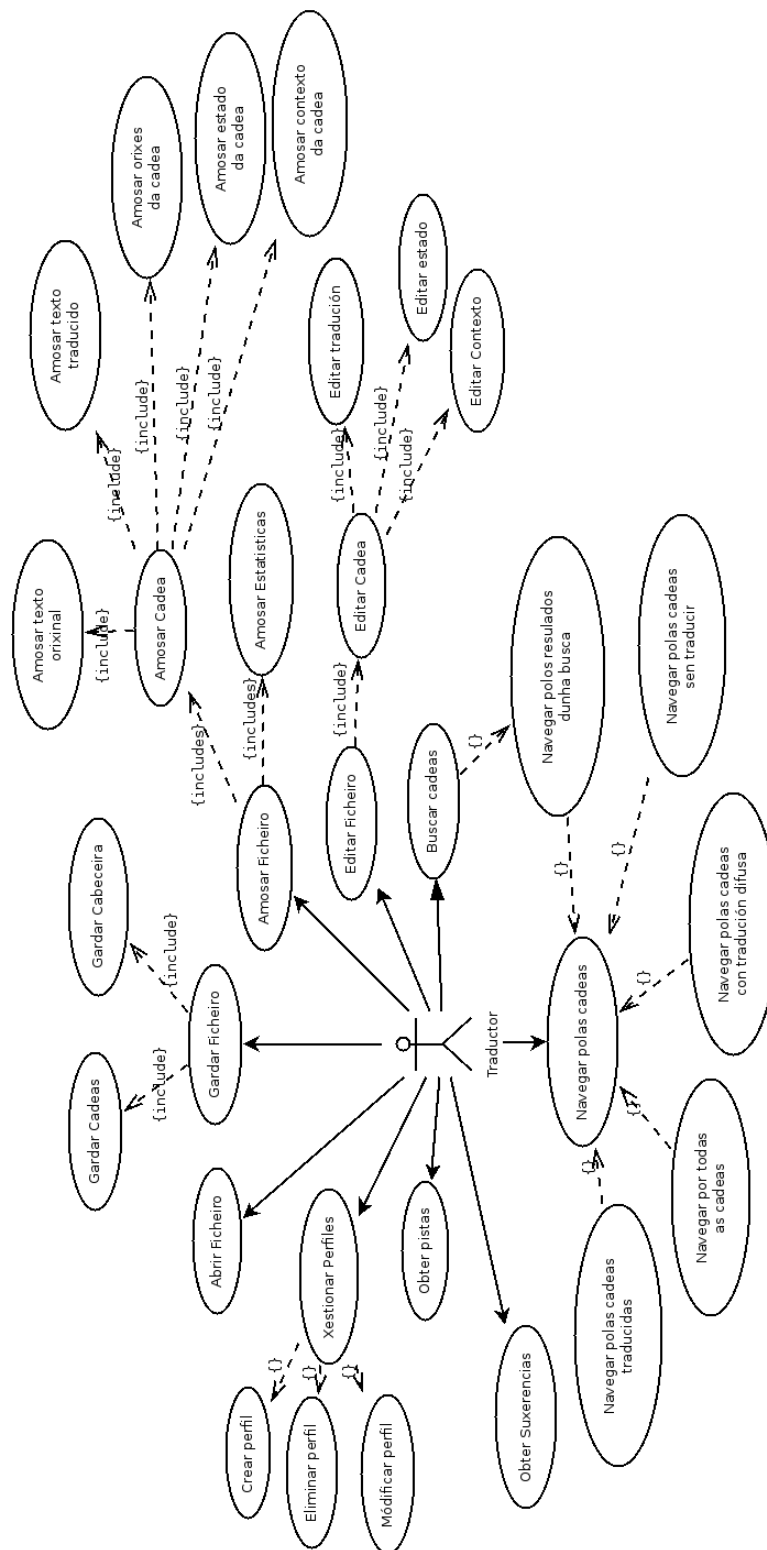 Amosar orixes
da cadea
Amosar estado
da cadea
Amosar contexto
da cadea
Amosar texto
traducido
Editar tradución
Editar estado
Editar Contexto
{include}
{include}
{include}
{include}
{include}
{include}
{include}
Amosar texto
orixinal
{include}
Amosar Cadea
Amosar Estatisticas
Editar Cadea
{includes}
{includes}
{include}
Navegar polos resulados
dunha busca
Navegar polas cadeas
sen traducir
{}
Gardar Cabeceira
Amosar Ficheiro
Editar Ficheiro
Buscar cadeas
{}
{}
{include}
Gardar Cadeas
{include}
Gardar Ficheiro
Traductor
Navegar polas cadeas
{}
Navegar polas cadeas
con tradución difusa
Abrir Ficheiro
Xestionar Perfiles
Obter pistas
{}
{}
Navegar por todas
as cadeas
{}
{}
{}
Crear perfil
Eliminar perfil
Módificar perfil
Obter Suxerencias
Navegar polas cadeas
traducidas